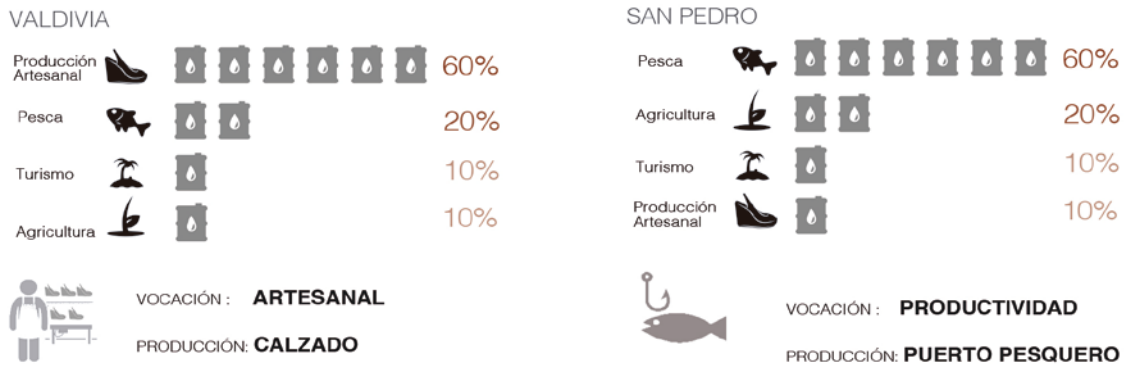 VALDIVIA
Producción
Artesanal
60%
Pesca
20%
Turismo
10%
Agricultura
10%
VOCACIÓN : ARTESANAL
PRODUCCIÓN: CALZADO
SAN PEDRO
Pesca
60%
Agricultura
20%
Turismo
10%
Producción
Artesanal
10%
VOCACIÓN : PRODUCTIVIDAD
PRODUCCIÓN: PUERTO PESQUERO